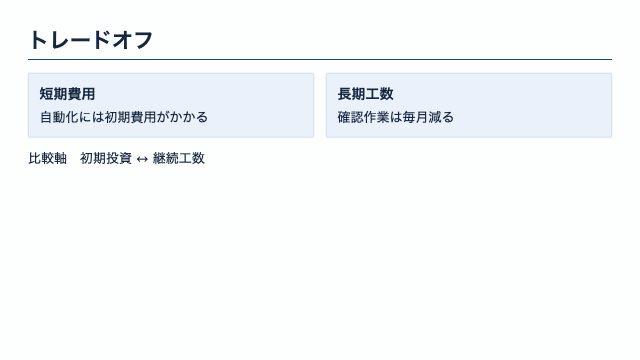 トレードオフ
短期費用
自動化には初期費用がかかる
長期工数
確認作業は毎月減る
比較軸　初期投資 ↔ 継続工数